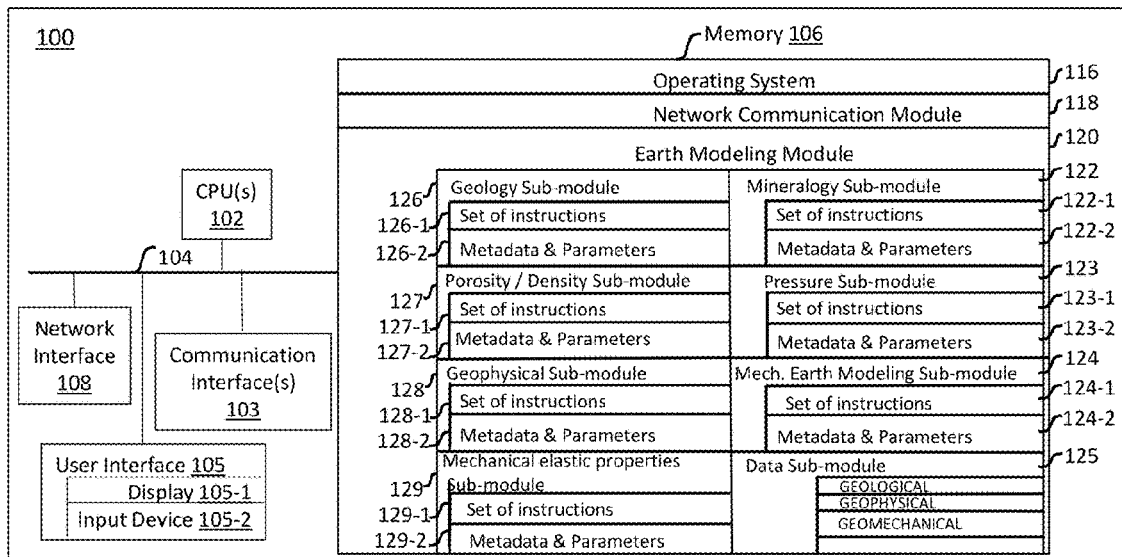 100
Memory 106
Operating System
116
Network Communication Module
118
120
Earth Modeling Module
122
CPU(s)
102
104
Network
Interface
108
Communication
Interface(s)
103
User Interface 105
Display 105-1
Input Device 105-2
126
Geology Sub-module
126-1
Set of instructions
126-2
Metadata & Parameters
Mineralogy Sub-module
Set of instructions
122-1
Metadata & Parameters
122-2
127
Porosity / Density Sub-module
127-1
Set of instructions
127-2
Metadata & Parameters
123
Pressure Sub-module
Set of instructions
123-1
Metadata & Parameters
123-2
128
Geophysical Sub-module
128-1
Set of instructions
128-2
Metadata & Parameters
124
Mech. Earth Modeling Sub-module
Set of instructions
124-1
Metadata & Parameters
124-2
129
Mechanical elastic properties
Sub-module
129-1
Set of instructions
129-2
Metadata & Parameters
125
Data Sub-module
GEOLOGICAL
GEOPHYSICAL
GEOMECHANICAL